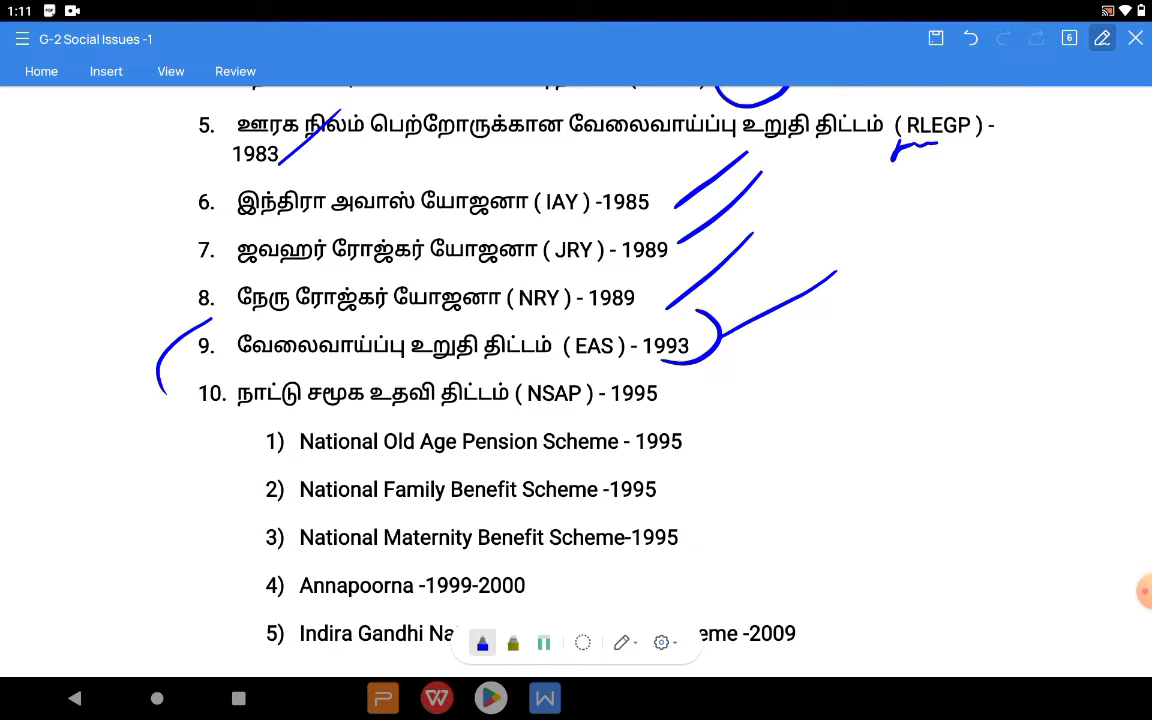 1:11
G-2 Social Issues -1
6
Home Insert View Review
5. ஊரக நிலம் பெற்றோருக்கான வேலைவாய்ப்பு உறுதி திட்டம் ( RLEGP ) -
1983
6. இந்திரா அவாஸ் யோஜனா ( IAY ) -1985
7. ஜவஹர் ரோஜ்கர் யோஜனா ( JRY ) - 1989
8. நேரு ரோஜ்கர் யோஜனா ( NRY ) - 1989
9. வேலைவாய்ப்பு உறுதி திட்டம் ( EAS ) - 1993
10. நாட்டு சமூக உதவி திட்டம் ( NSAP ) - 1995
1) National Old Age Pension Scheme - 1995
2) National Family Benefit Scheme -1995
3) National Maternity Benefit Scheme-1995
4) Annapoorna -1999-2000
5) Indira Gandhi -2009